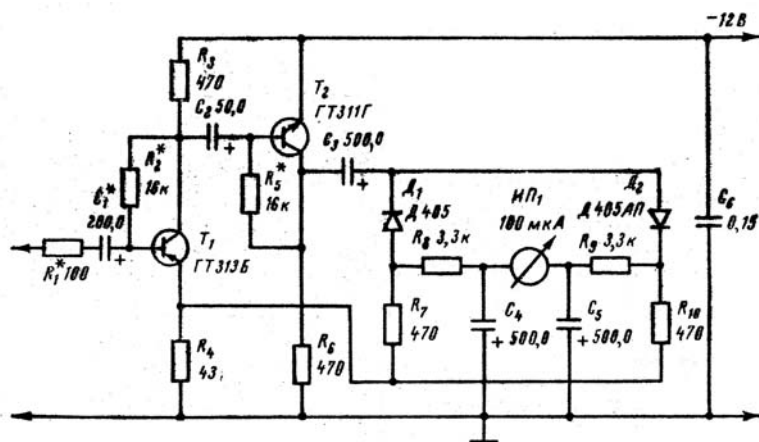 -12В
R3
470
C2 50,0
+
T2
ГТ311Г
C3 500,0
+
R2*
16к
C1*
200,0
+
R1* 100
T1
ГТ313Б
R5*
16к
Д1
Д405
ИП1
100 мкА
Д2
Д405АП
R8 3,3к
R9 3,3к
C6
0,15
R7
470
C4
+ 500,0
C5
+ 500,0
R10
470
R4
43
R6
470